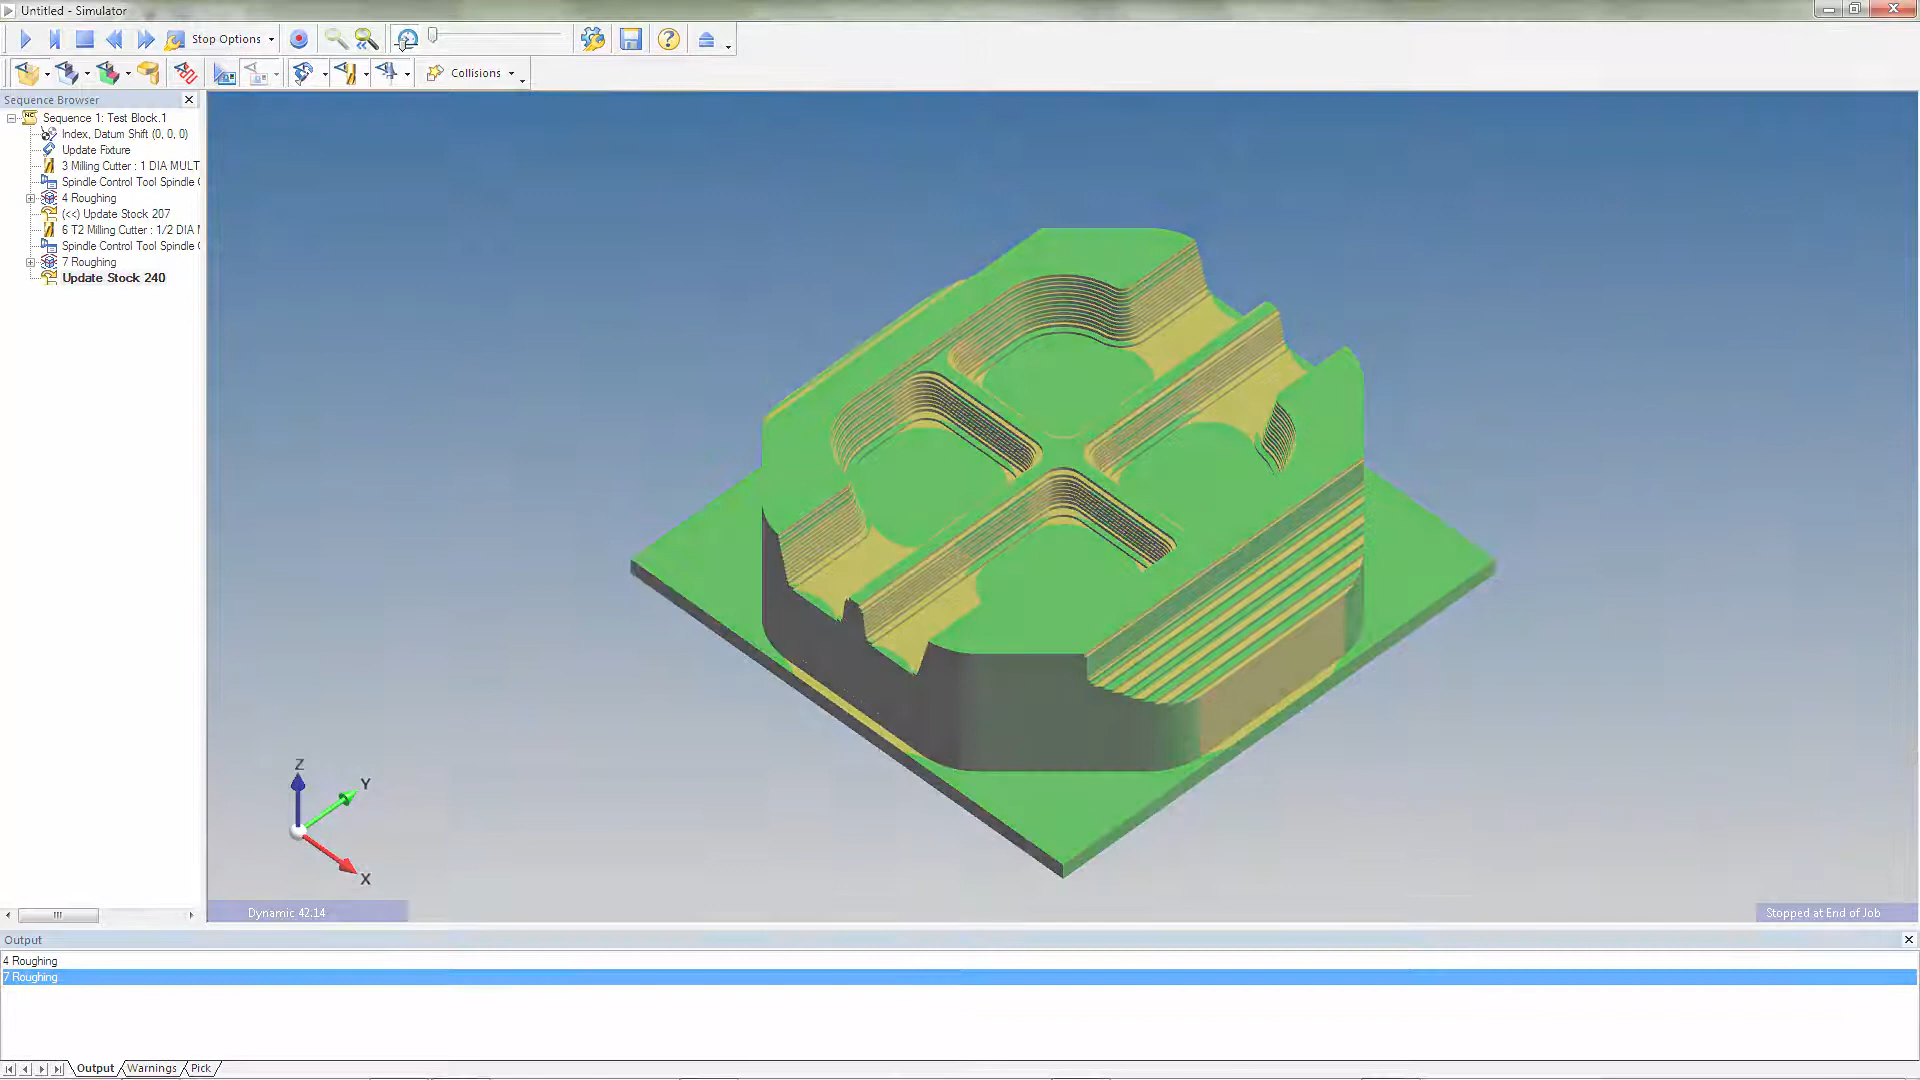 Untitled - Simulator
Stop Options
Collisions
Sequence Browser
Sequence 1: Test Block.1
Index, Datum Shift (0, 0, 0)
Update Fixture
3 Milling Cutter : 1 DIA MULT
Spindle Control Tool Spindle
4 Roughing
(<<) Update Stock 207
6 T2 Milling Cutter : 1/2 DIA
Spindle Control Tool Spindle
7 Roughing
Update Stock 240
Z
Y
X
Dynamic 42.14
Stopped at End of Job
Output
4 Roughing
7 Roughing
Output Warnings Pick